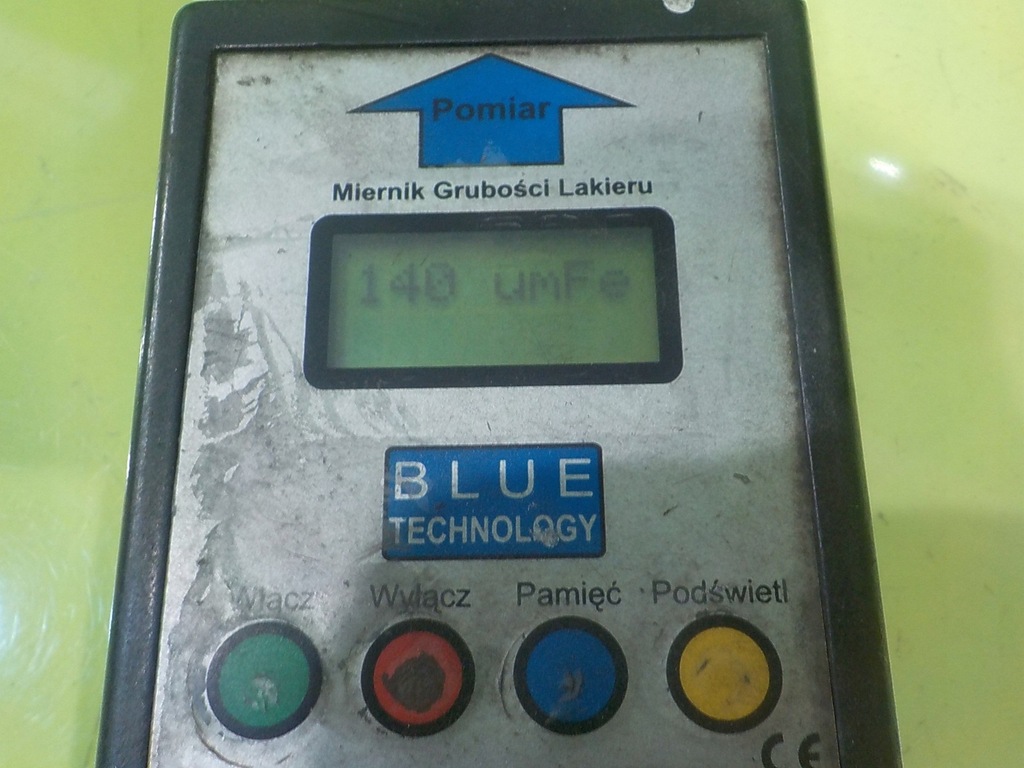 Pomiar
Miernik Grubości Lakieru
140 umFe
BLUE
TECHNOLOGY
Włącz Wyłącz Pamięć Podświetl
CE